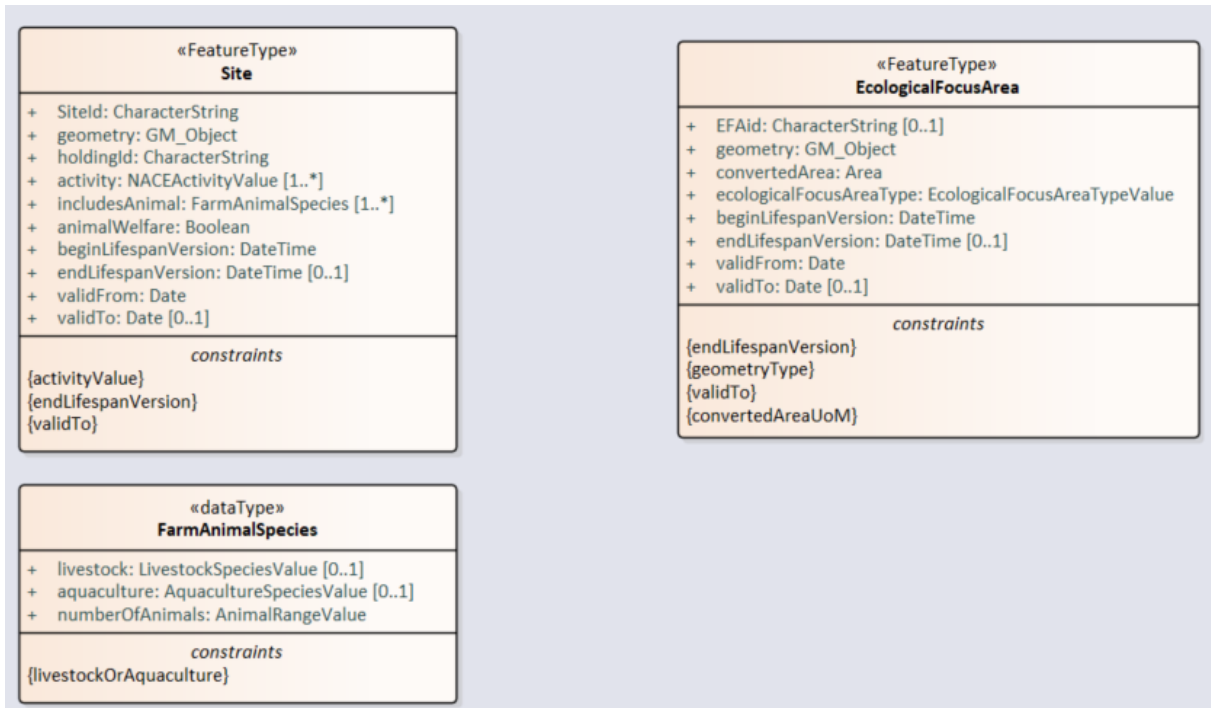 «FeatureType»
Site
+ SiteId: CharacterString
+ geometry: GM_Object
+ holdingId: CharacterString
+ activity: NACEActivityValue [1..*]
+ includesAnimal: FarmAnimalSpecies [1..*]
+ animalWelfare: Boolean
+ beginLifespanVersion: DateTime
+ endLifespanVersion: DateTime [0..1]
+ validFrom: Date
+ validTo: Date [0..1]
constraints
{activityValue}
{endLifespanVersion}
{validTo}
«FeatureType»
EcologicalFocusArea
+ EFAid: CharacterString [0..1]
+ geometry: GM_Object
+ convertedArea: Area
+ ecologicalFocusAreaType: EcologicalFocusAreaTypeValue
+ beginLifespanVersion: DateTime
+ endLifespanVersion: DateTime [0..1]
+ validFrom: Date
+ validTo: Date [0..1]
constraints
{endLifespanVersion}
{geometryType}
{validTo}
{convertedAreaUoM}
«dataType»
FarmAnimalSpecies
+ livestock: LivestockSpeciesValue [0..1]
+ aquaculture: AquacultureSpeciesValue [0..1]
+ numberOfAnimals: AnimalRangeValue
constraints
{livestockOrAquaculture}